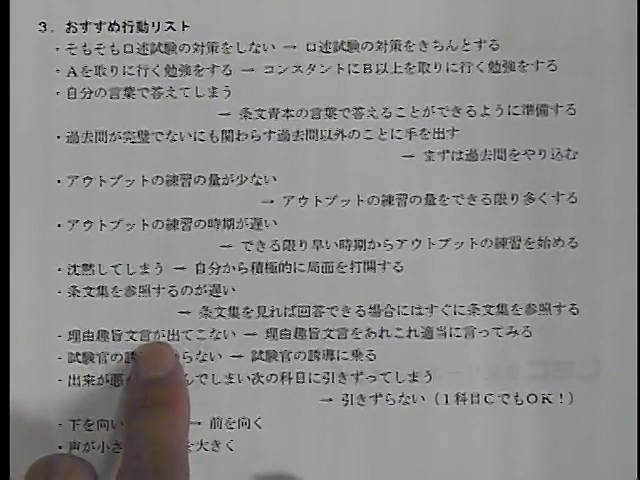 3．おすすめ行動リスト
・そもそも口述試験の対策をしない → 口述試験の対策をきちんとする
・Aを取りに行く勉強をする → コンスタントにB以上を取りに行く勉強をする
・自分の言葉で答えてしまう
→ 条文青本の言葉で答えることができるように準備する
・過去問が完璧でないにも関わらす過去問以外のことに手を出す
→ まずは過去問をやり込む
・アウトプットの練習の量が少ない
→ アウトプットの練習の量をできる限り多くする
・アウトプットの練習の時期が遅い
→ できる限り早い時期からアウトプットの練習を始める
・沈黙してしまう → 自分から積極的に局面を打開する
・条文集を参照するのが遅い
→ 条文集を見れば回答できる場合にはすぐに条文集を参照する
・理由趣旨文言が出てこない → 理由趣旨文言をあれこれ適当に言ってみる
・試験官の誘 らない → 試験官の誘導に乗る
・出来が悪 んでしまい次の科目に引きずってしまう
→ 引きずらない（1科目CでもOK！）
・下を向い → 前を向く
・声が小さ を大きく